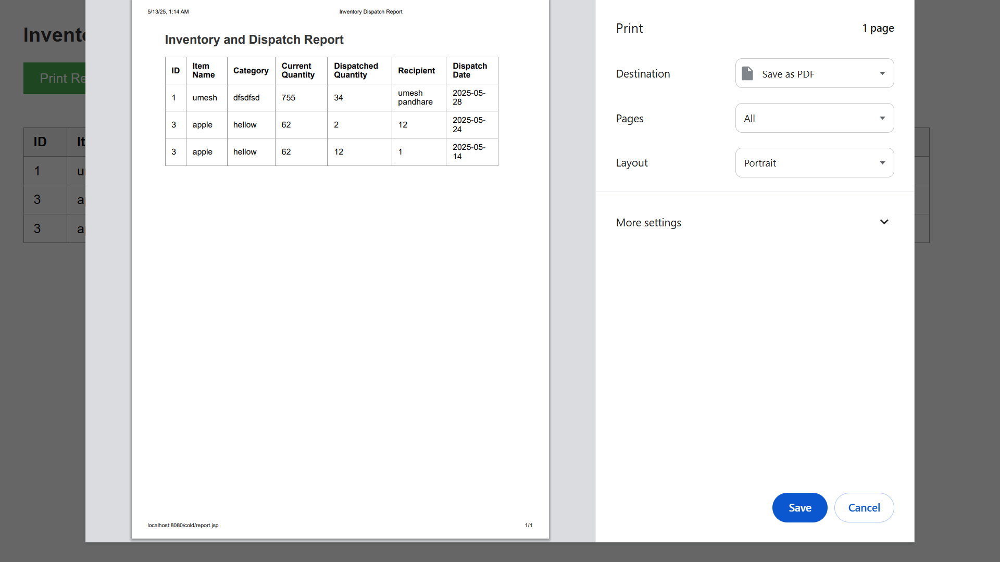 5/13/25, 1:14 AM Inventory Dispatch Report
Inventory and Dispatch Report
ID Item Name Category Current Quantity Dispatched Quantity Recipient Dispatch Date
1 umesh dfsdfsd 755 34 umesh pandhare 2025-05-28
3 apple hellow 62 2 12 2025-05-24
3 apple hellow 62 12 1 2025-05-14
localhost:8080/cold/report.jsp 1/1
Print 1 page
Destination Save as PDF
Pages All
Layout Portrait
More settings
Save Cancel
Print
ID
1
3
3